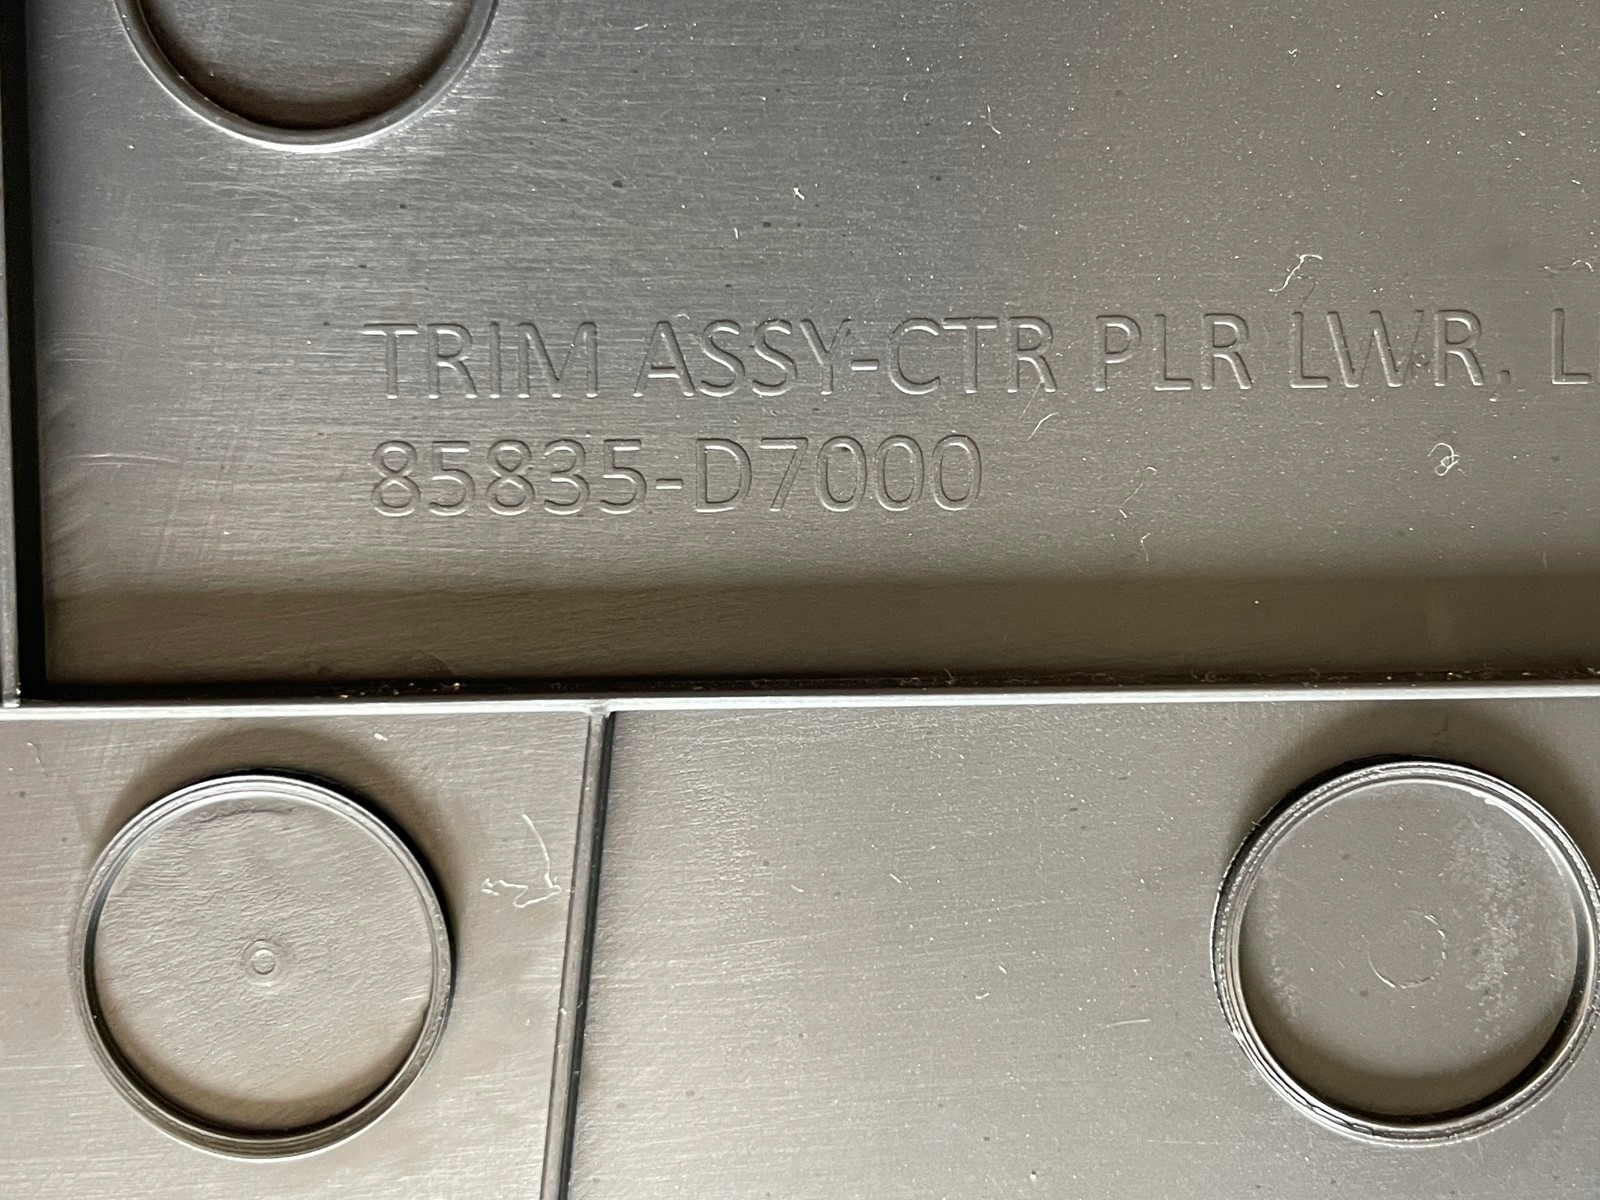 TRIM ASSY-CTR PLR LWR, L
85835-D7000